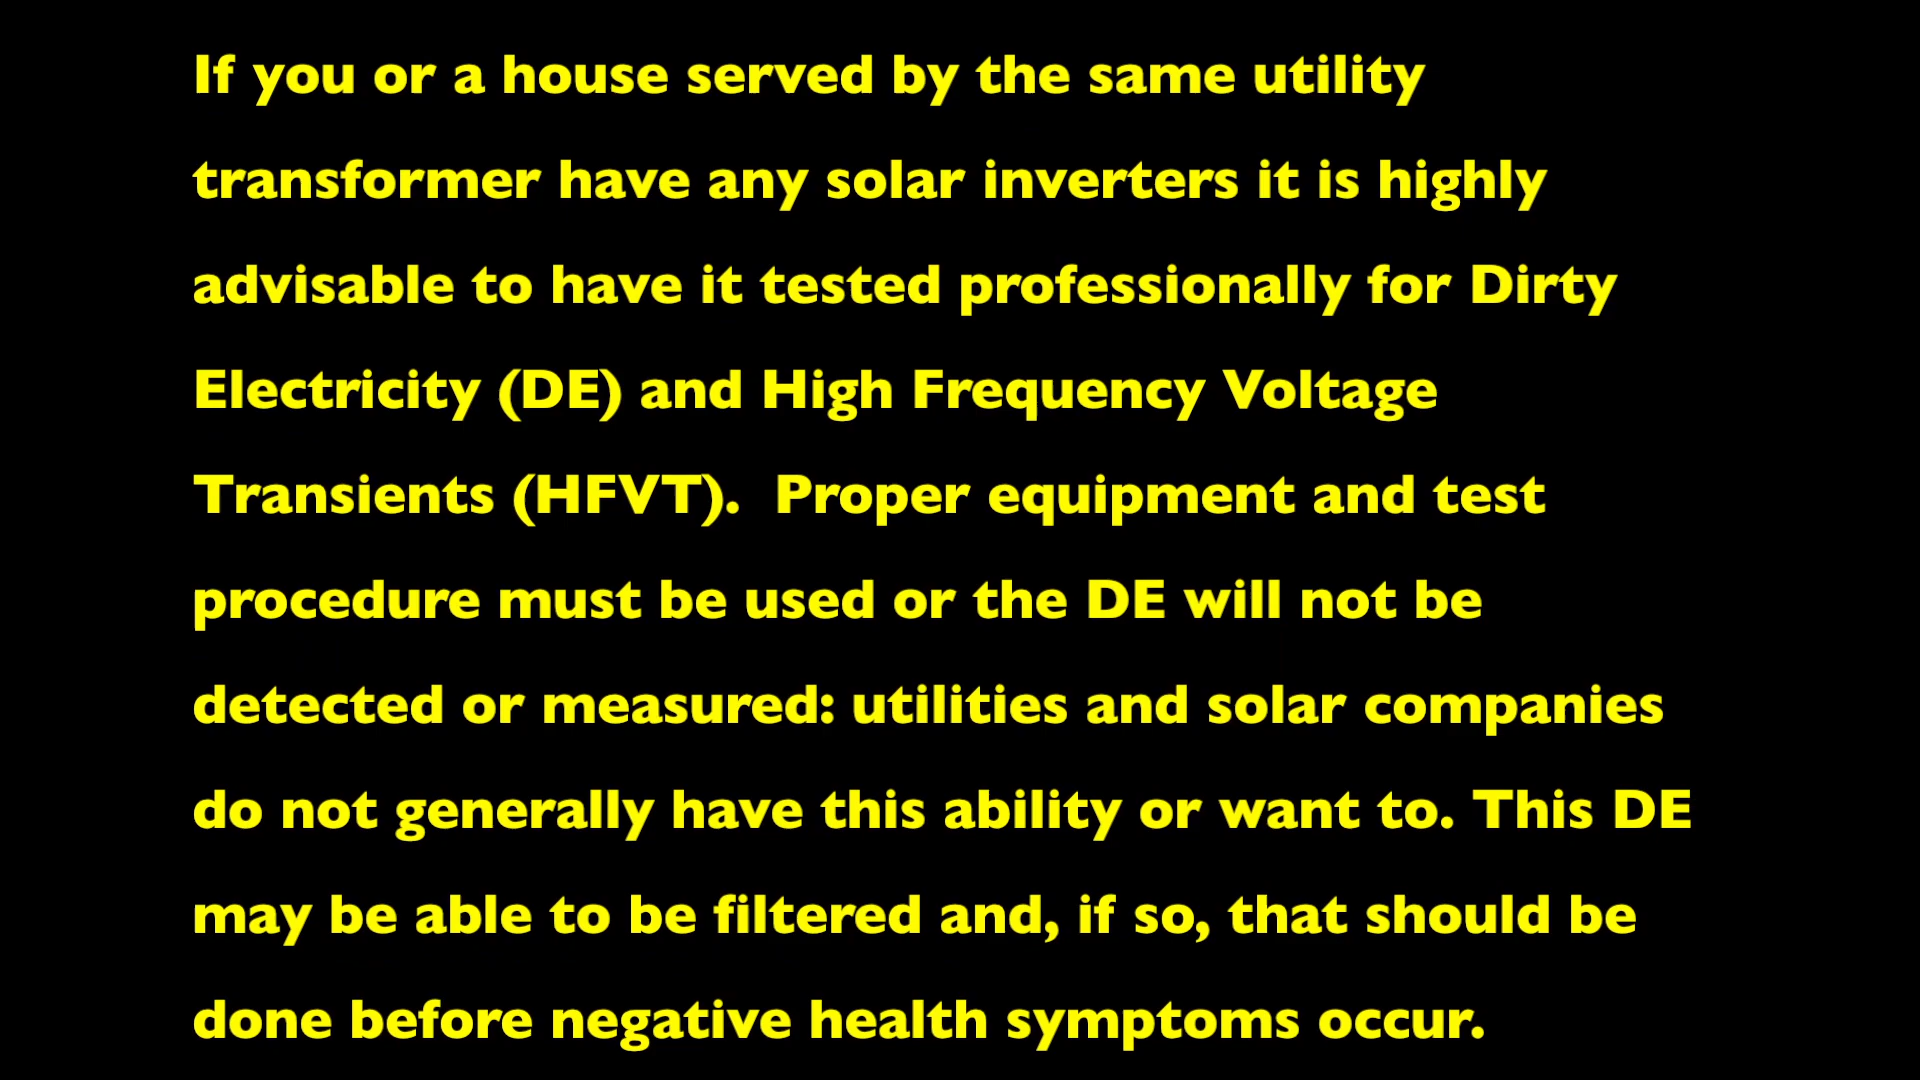 If you or a house served by the same utility
transformer have any solar inverters it is highly
advisable to have it tested professionally for Dirty
Electricity (DE) and High Frequency Voltage
Transients (HFVT).  Proper equipment and test
procedure must be used or the DE will not be
detected or measured: utilities and solar companies
do not generally have this ability or want to. This DE
may be able to be filtered and, if so, that should be
done before negative health symptoms occur.